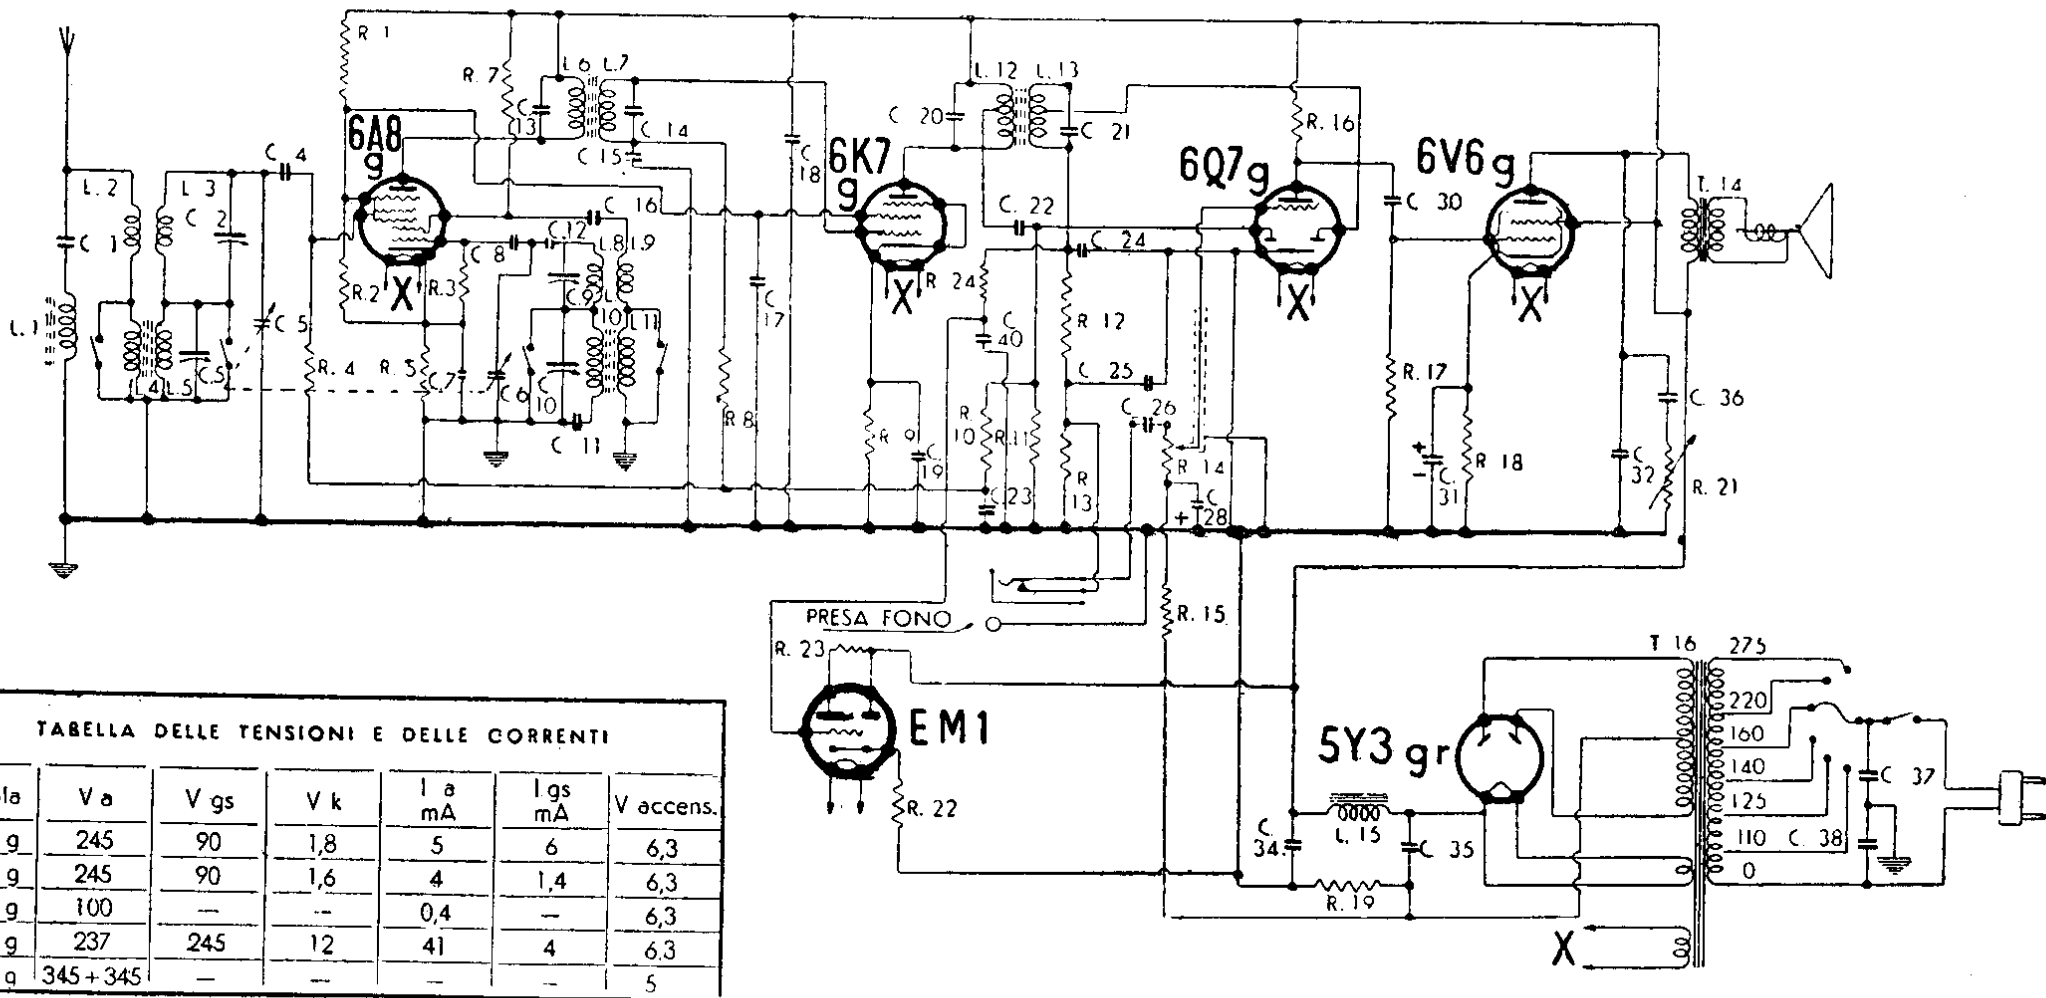 R 1
R. 7
L 6 L.7
L. 12 L. 13
6A8
g
C 13
C 14
C 15
C. 18
6K7
g
C 20
C 21
6Q7g
R. 16
6V6g
C 4
L. 2
L 3
C 2
C 1
L. 1
C 16
C. 22
C 30
T. 14
C 8
C.12
L.8
L9
R.2
X
R.3
C.9
L 10
L11
C 17
R 24
X
C. 24
X
X
C 5
R. 4
R. 5
C.7
C 6
C 10
C 11
L4
L.5
C.5
R 8
C 40
R 12
C 25
C 26
R 9
C. 19
R. 10
R.11
C.23
R 13
R 14
C 28
+
R. 17
+
-
C. 31
R 18
C 32
C. 36
R. 21
PRESA FONO
R. 15
R. 23
EM1
R. 22
5Y3 gr
T 16
275
220
160
140
125
110
0
C 37
C. 38
C. 34
L. 15
C 35
R. 19
X
TABELLA DELLE TENSIONI E DELLE CORRENTI
la V a V gs V k I a mA I.gs mA V accens.
g 245 90 1,8 5 6 6,3
g 245 90 1,6 4 1,4 6,3
g 100 — -- 0,4 — 6,3
g 237 245 12 41 4 6,3
g 345+345 — — — -- 5